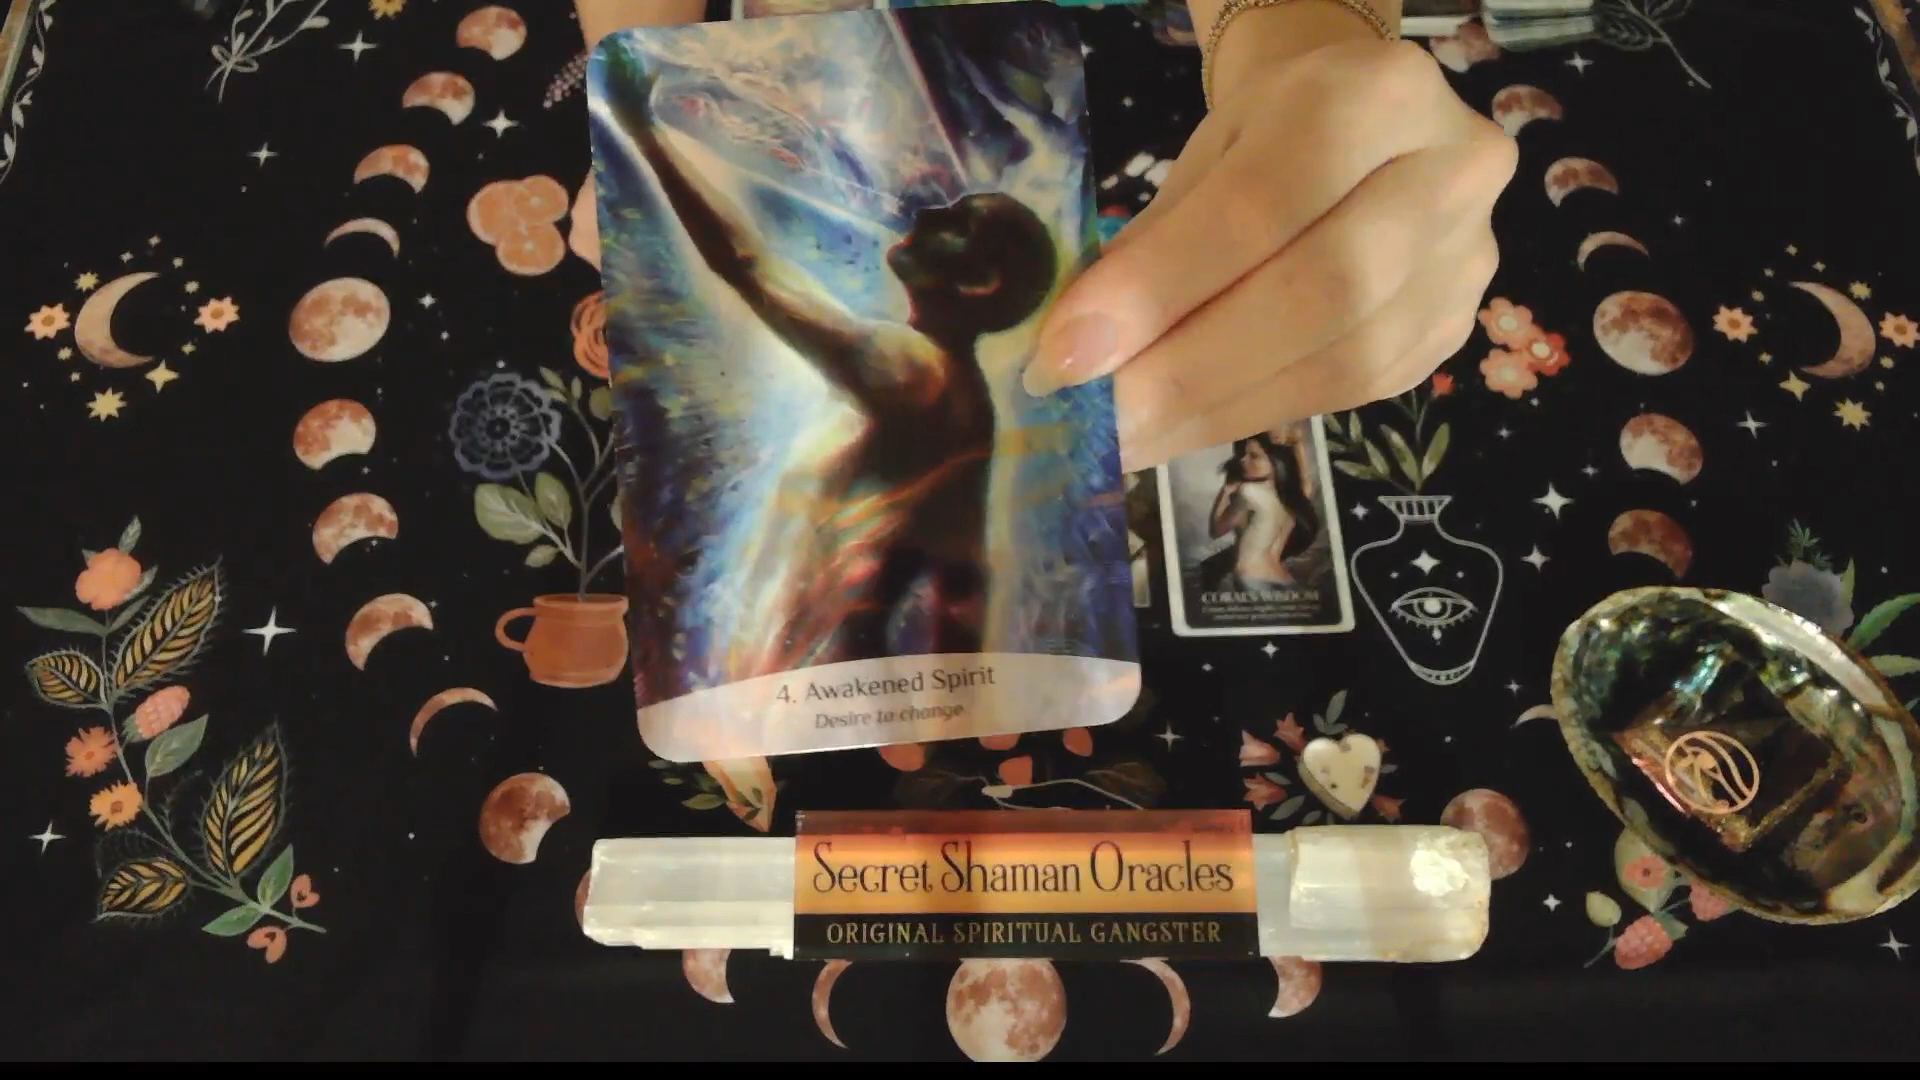 4. Awakened Spirit
Desire to change
CORAL'S WISDOM
Secret Shaman Oracles
ORIGINAL SPIRITUAL GANGSTER